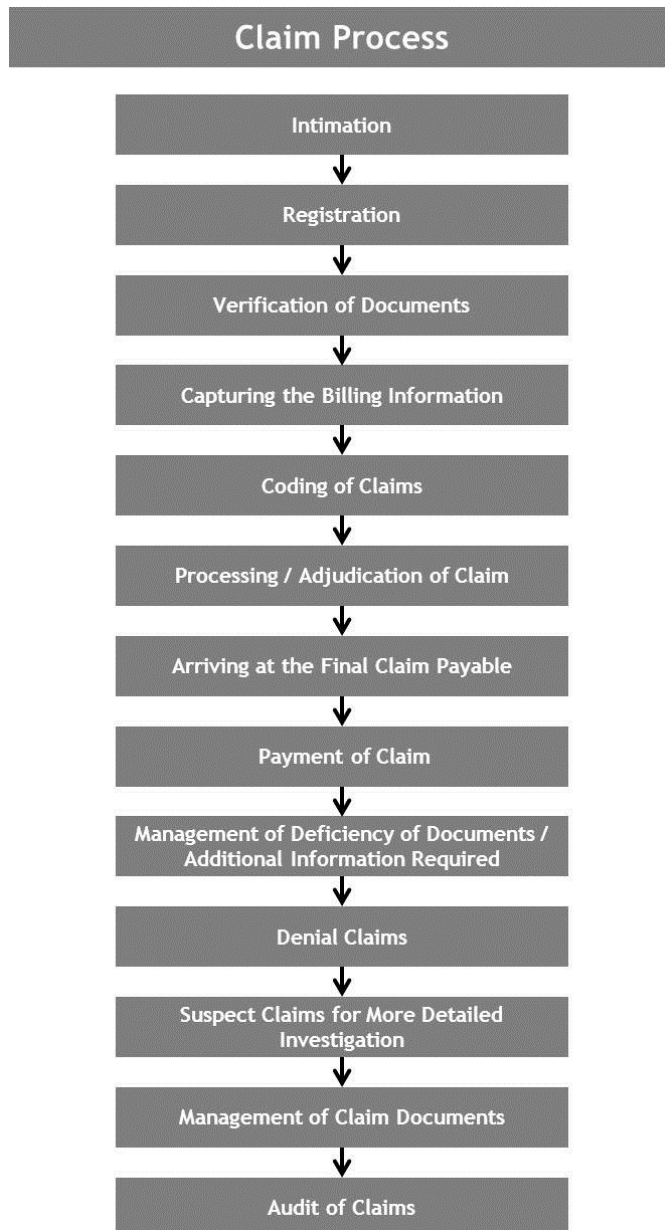 Claim Process
Intimation
Registration
Verification of Documents
Capturing the Billing Information
Coding of Claims
Processing / Adjudication of Claim
Arriving at the Final Claim Payable
Payment of Claim
Management of Deficiency of Documents /
Additional Information Required
Denial Claims
Suspect Claims for More Detailed
Investigation
Management of Claim Documents
Audit of Claims